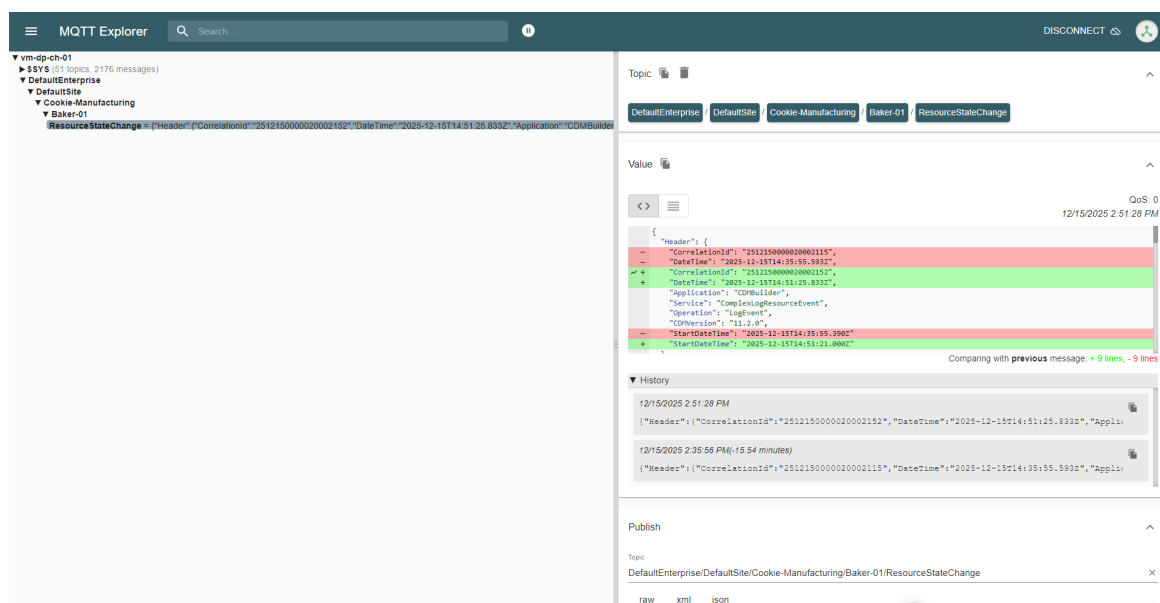 MQTT Explorer
Search...
DISCONNECT
▼ vm-dp-ch-01
▶ $SYS (51 topics, 2176 messages)
▼ DefaultEnterprise
▼ DefaultSite
▼ Cookie-Manufacturing
▼ Baker-01
ResourceStateChange = {"Header":{"CorrelationId":"2512150000020002152","DateTime":"2025-12-15T14:51:25.833Z","Application":"CDMBuilder
Topic
DefaultEnterprise / DefaultSite / Cookie-Manufacturing / Baker-01 / ResourceStateChange
Value
QoS: 0
12/15/2025 2:51:28 PM
{
"Header": {
- "CorrelationId": "2512150000020002115",
- "DateTime": "2025-12-15T14:35:55.593Z",
+ "CorrelationId": "2512150000020002152",
+ "DateTime": "2025-12-15T14:51:25.833Z",
"Application": "CDMBuilder",
"Service": "ComplexLogResourceEvent",
"Operation": "LogEvent",
"CDMVersion": "11.2.0",
- "StartDateTime": "2025-12-15T14:35:55.390Z"
+ "StartDateTime": "2025-12-15T14:51:21.000Z"
Comparing with previous message: + 9 lines, - 9 lines
▼ History
12/15/2025 2:51:28 PM
{"Header":{"CorrelationId":"2512150000020002152","DateTime":"2025-12-15T14:51:25.833Z","Appli
12/15/2025 2:35:56 PM(-15.54 minutes)
{"Header":{"CorrelationId":"2512150000020002115","DateTime":"2025-12-15T14:35:55.593Z","Appli
Publish
Topic
DefaultEnterprise/DefaultSite/Cookie-Manufacturing/Baker-01/ResourceStateChange
raw xml json